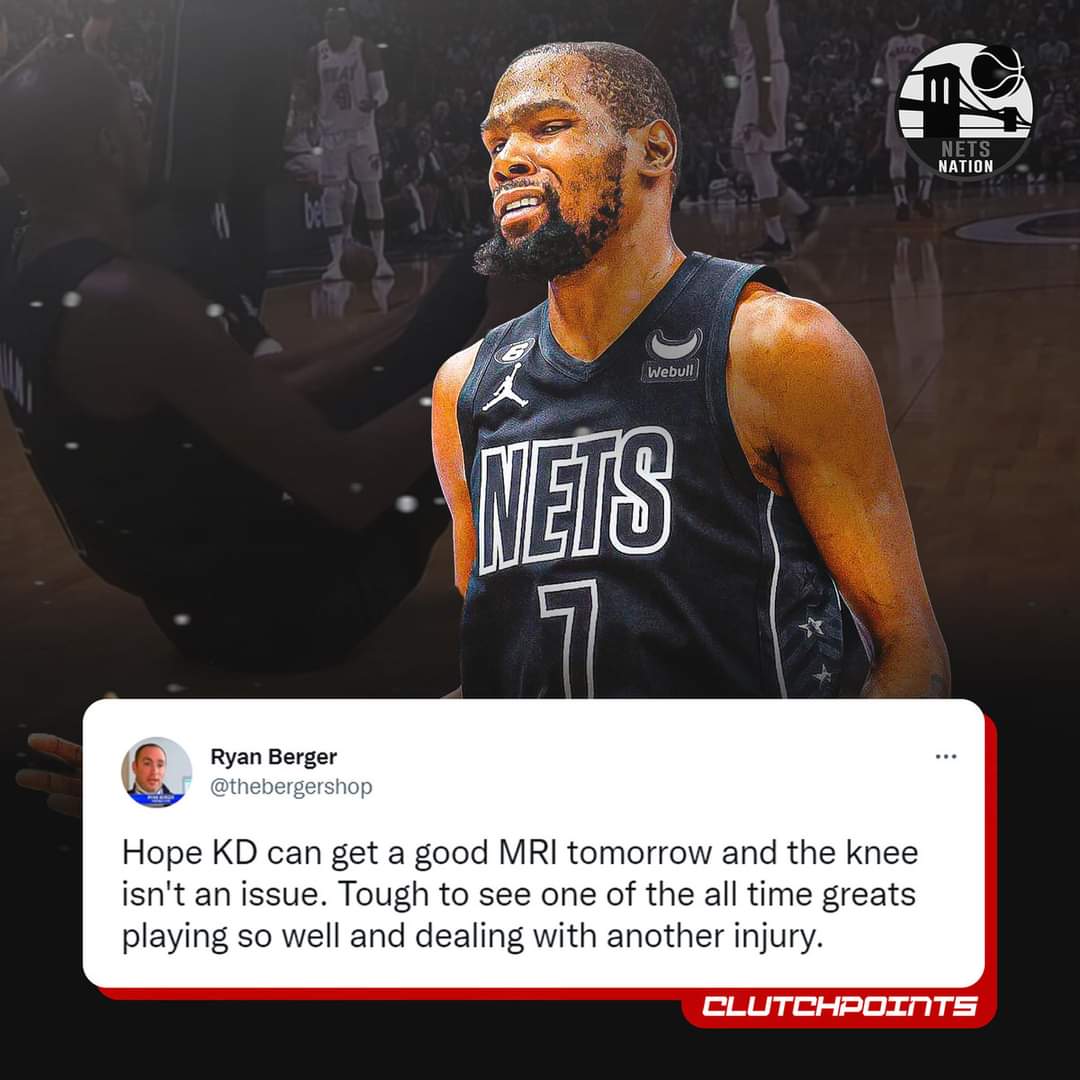 NETS
NATION
HEAT
6
Webull
NETS
7
Ryan Berger
@thebergershop
Hope KD can get a good MRI tomorrow and the knee
isn't an issue. Tough to see one of the all time greats
playing so well and dealing with another injury.
CLUTCHPOINTS